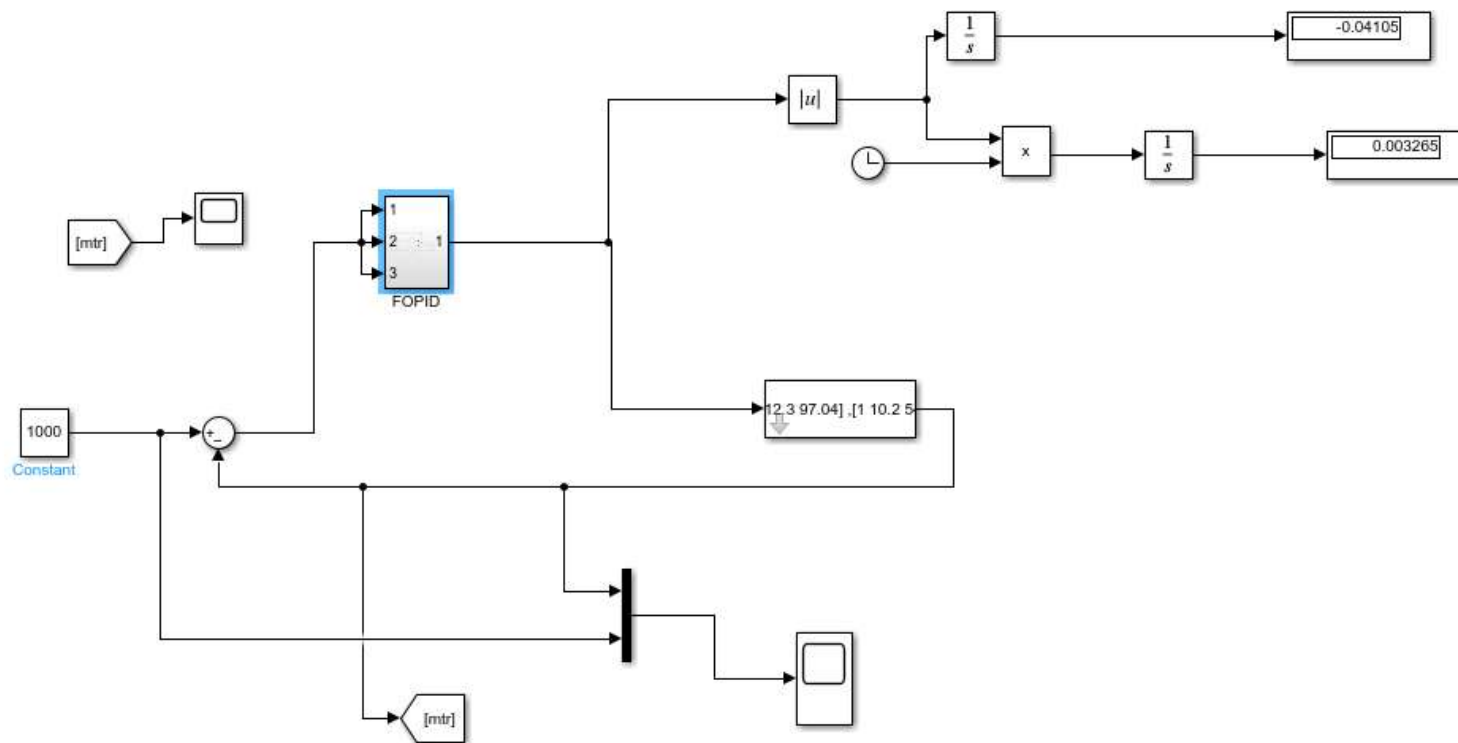 1
s
-0.04105
|u|
x
1
s
0.003265
[mtr]
1
2 : 1
3
FOPID
12.3 97.04] ,[1 10.2 5
1000
+
-
Constant
[mtr]